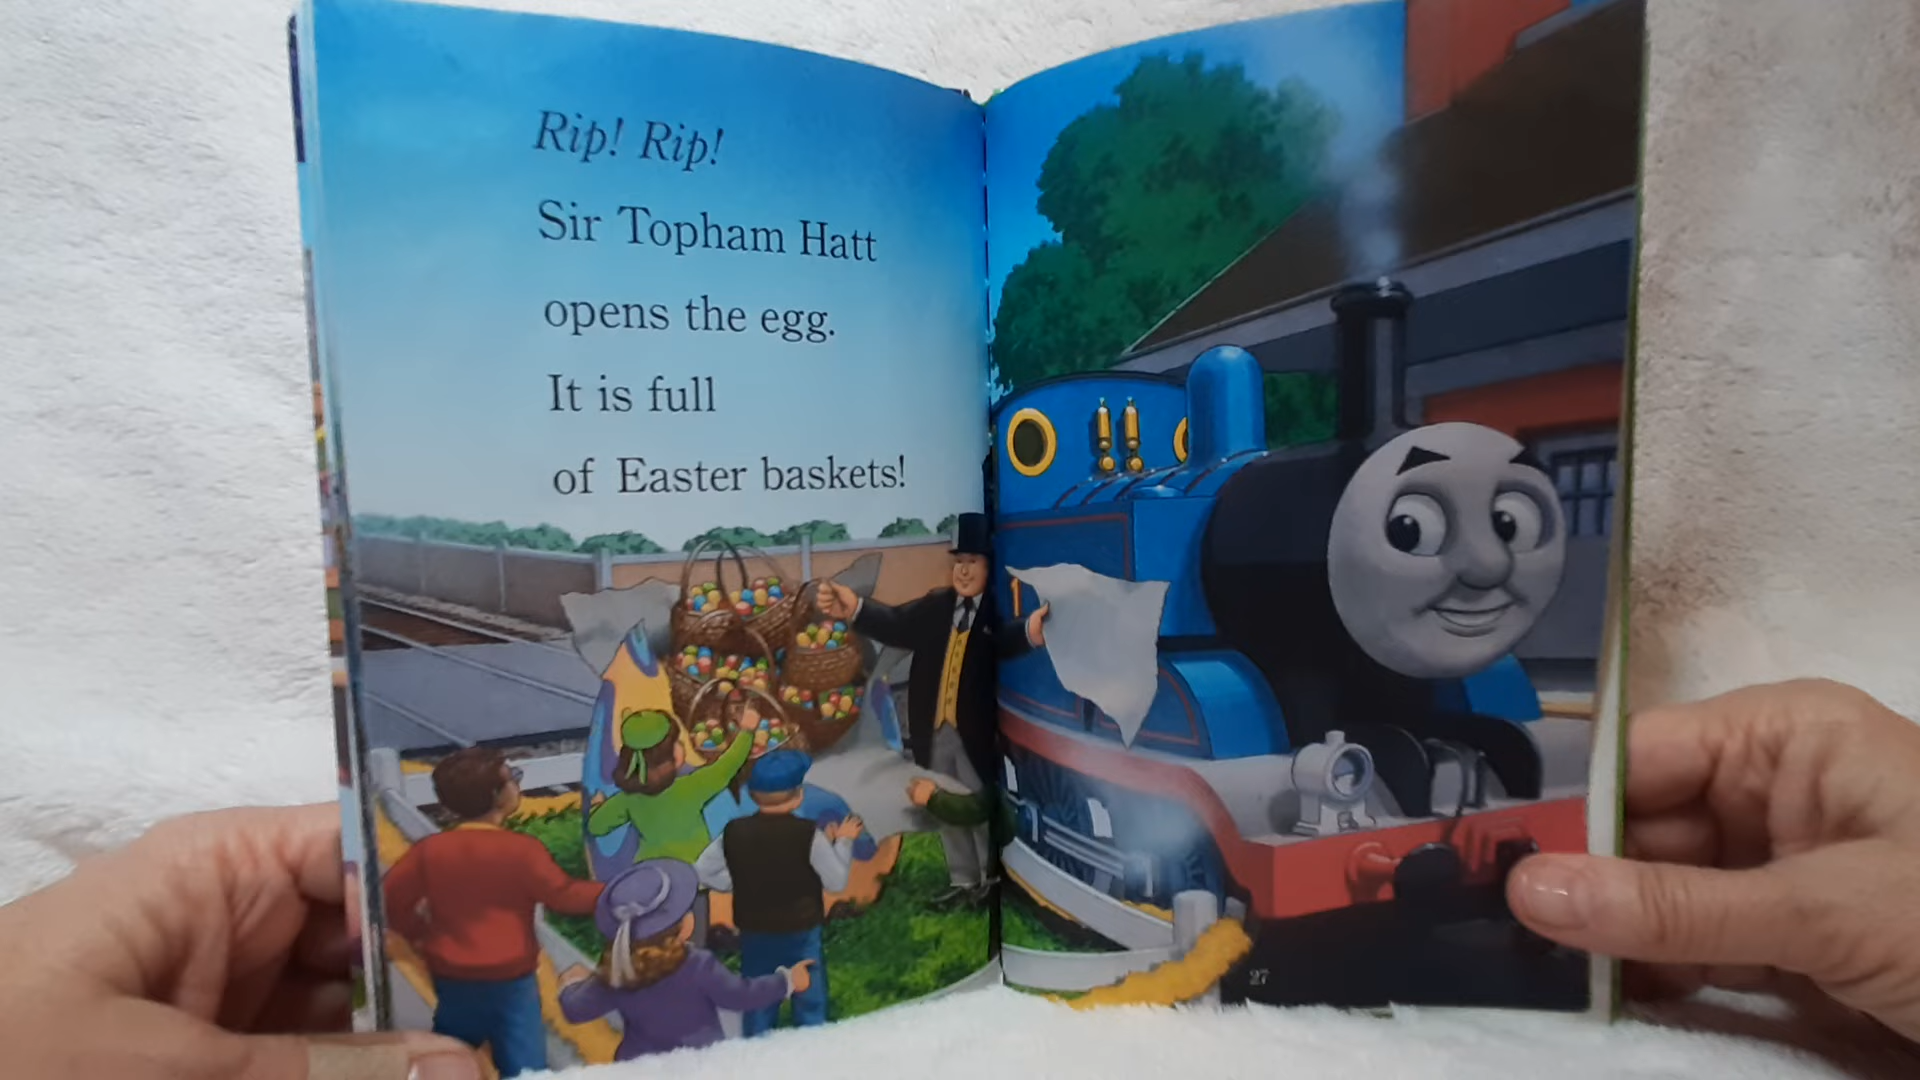 Rip! Rip!
Sir Topham Hatt
opens the egg.
It is full
of Easter baskets!
27